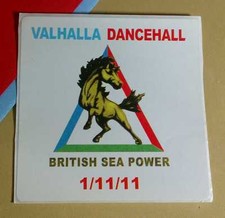 VALHALLA DANCEHALL
BRITISH SEA POWER
1/11/11